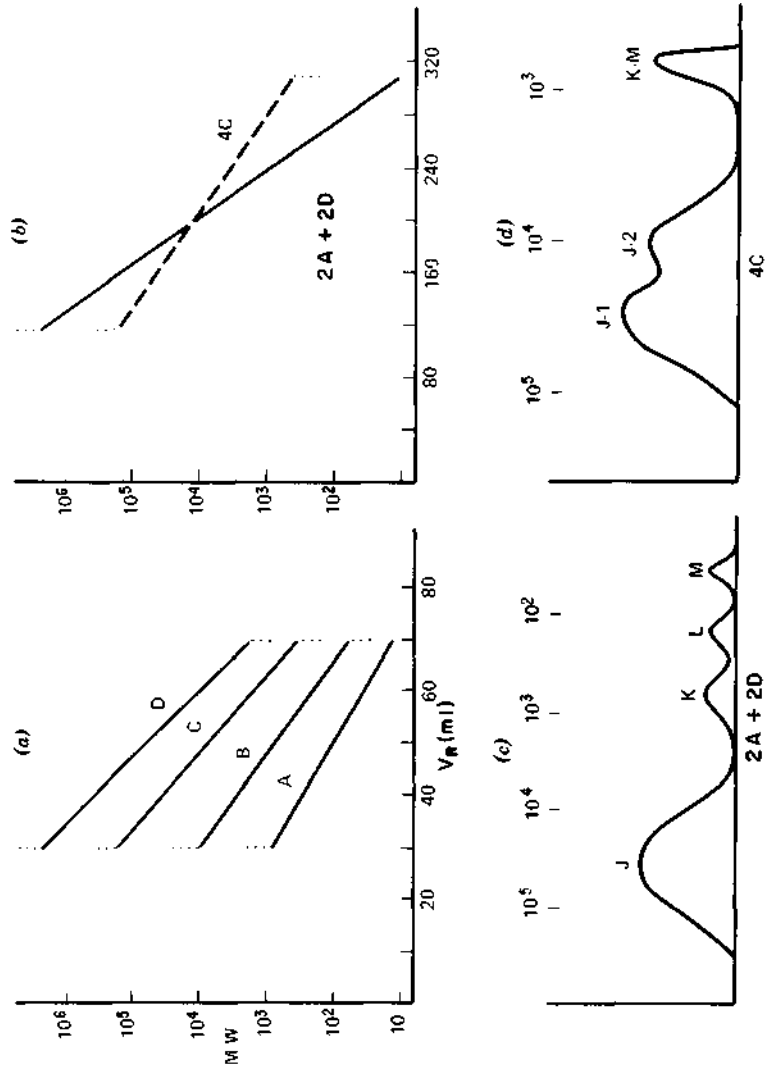 (a)
10⁶
10⁵
10⁴
10³
10
MW
D
C
B
A
20
40
60
80
V_R (ml)
(b)
10⁶
10⁵
10⁴
10³
10²
4C
2A + 2D
80
160
240
320
(c)
10⁵
10⁴
10³
10²
J
K
L
M
2A + 2D
(d)
10⁵
10⁴
10³
J-1
J-2
K-M
4C